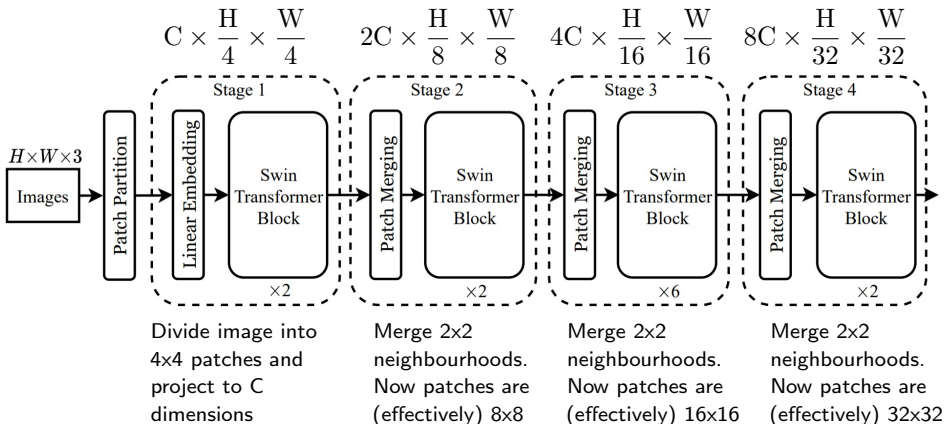 C × H/4 × W/4
2C × H/8 × W/8
4C × H/16 × W/16
8C × H/32 × W/32
H×W×3
Images
Patch Partition
Stage 1
Linear Embedding
Swin
Transformer
Block
×2
Stage 2
Patch Merging
Swin
Transformer
Block
×2
Stage 3
Patch Merging
Swin
Transformer
Block
×6
Stage 4
Patch Merging
Swin
Transformer
Block
×2
Divide image into
4x4 patches and
project to C
dimensions
Merge 2x2
neighbourhoods.
Now patches are
(effectively) 8x8
Merge 2x2
neighbourhoods.
Now patches are
(effectively) 16x16
Merge 2x2
neighbourhoods.
Now patches are
(effectively) 32x32